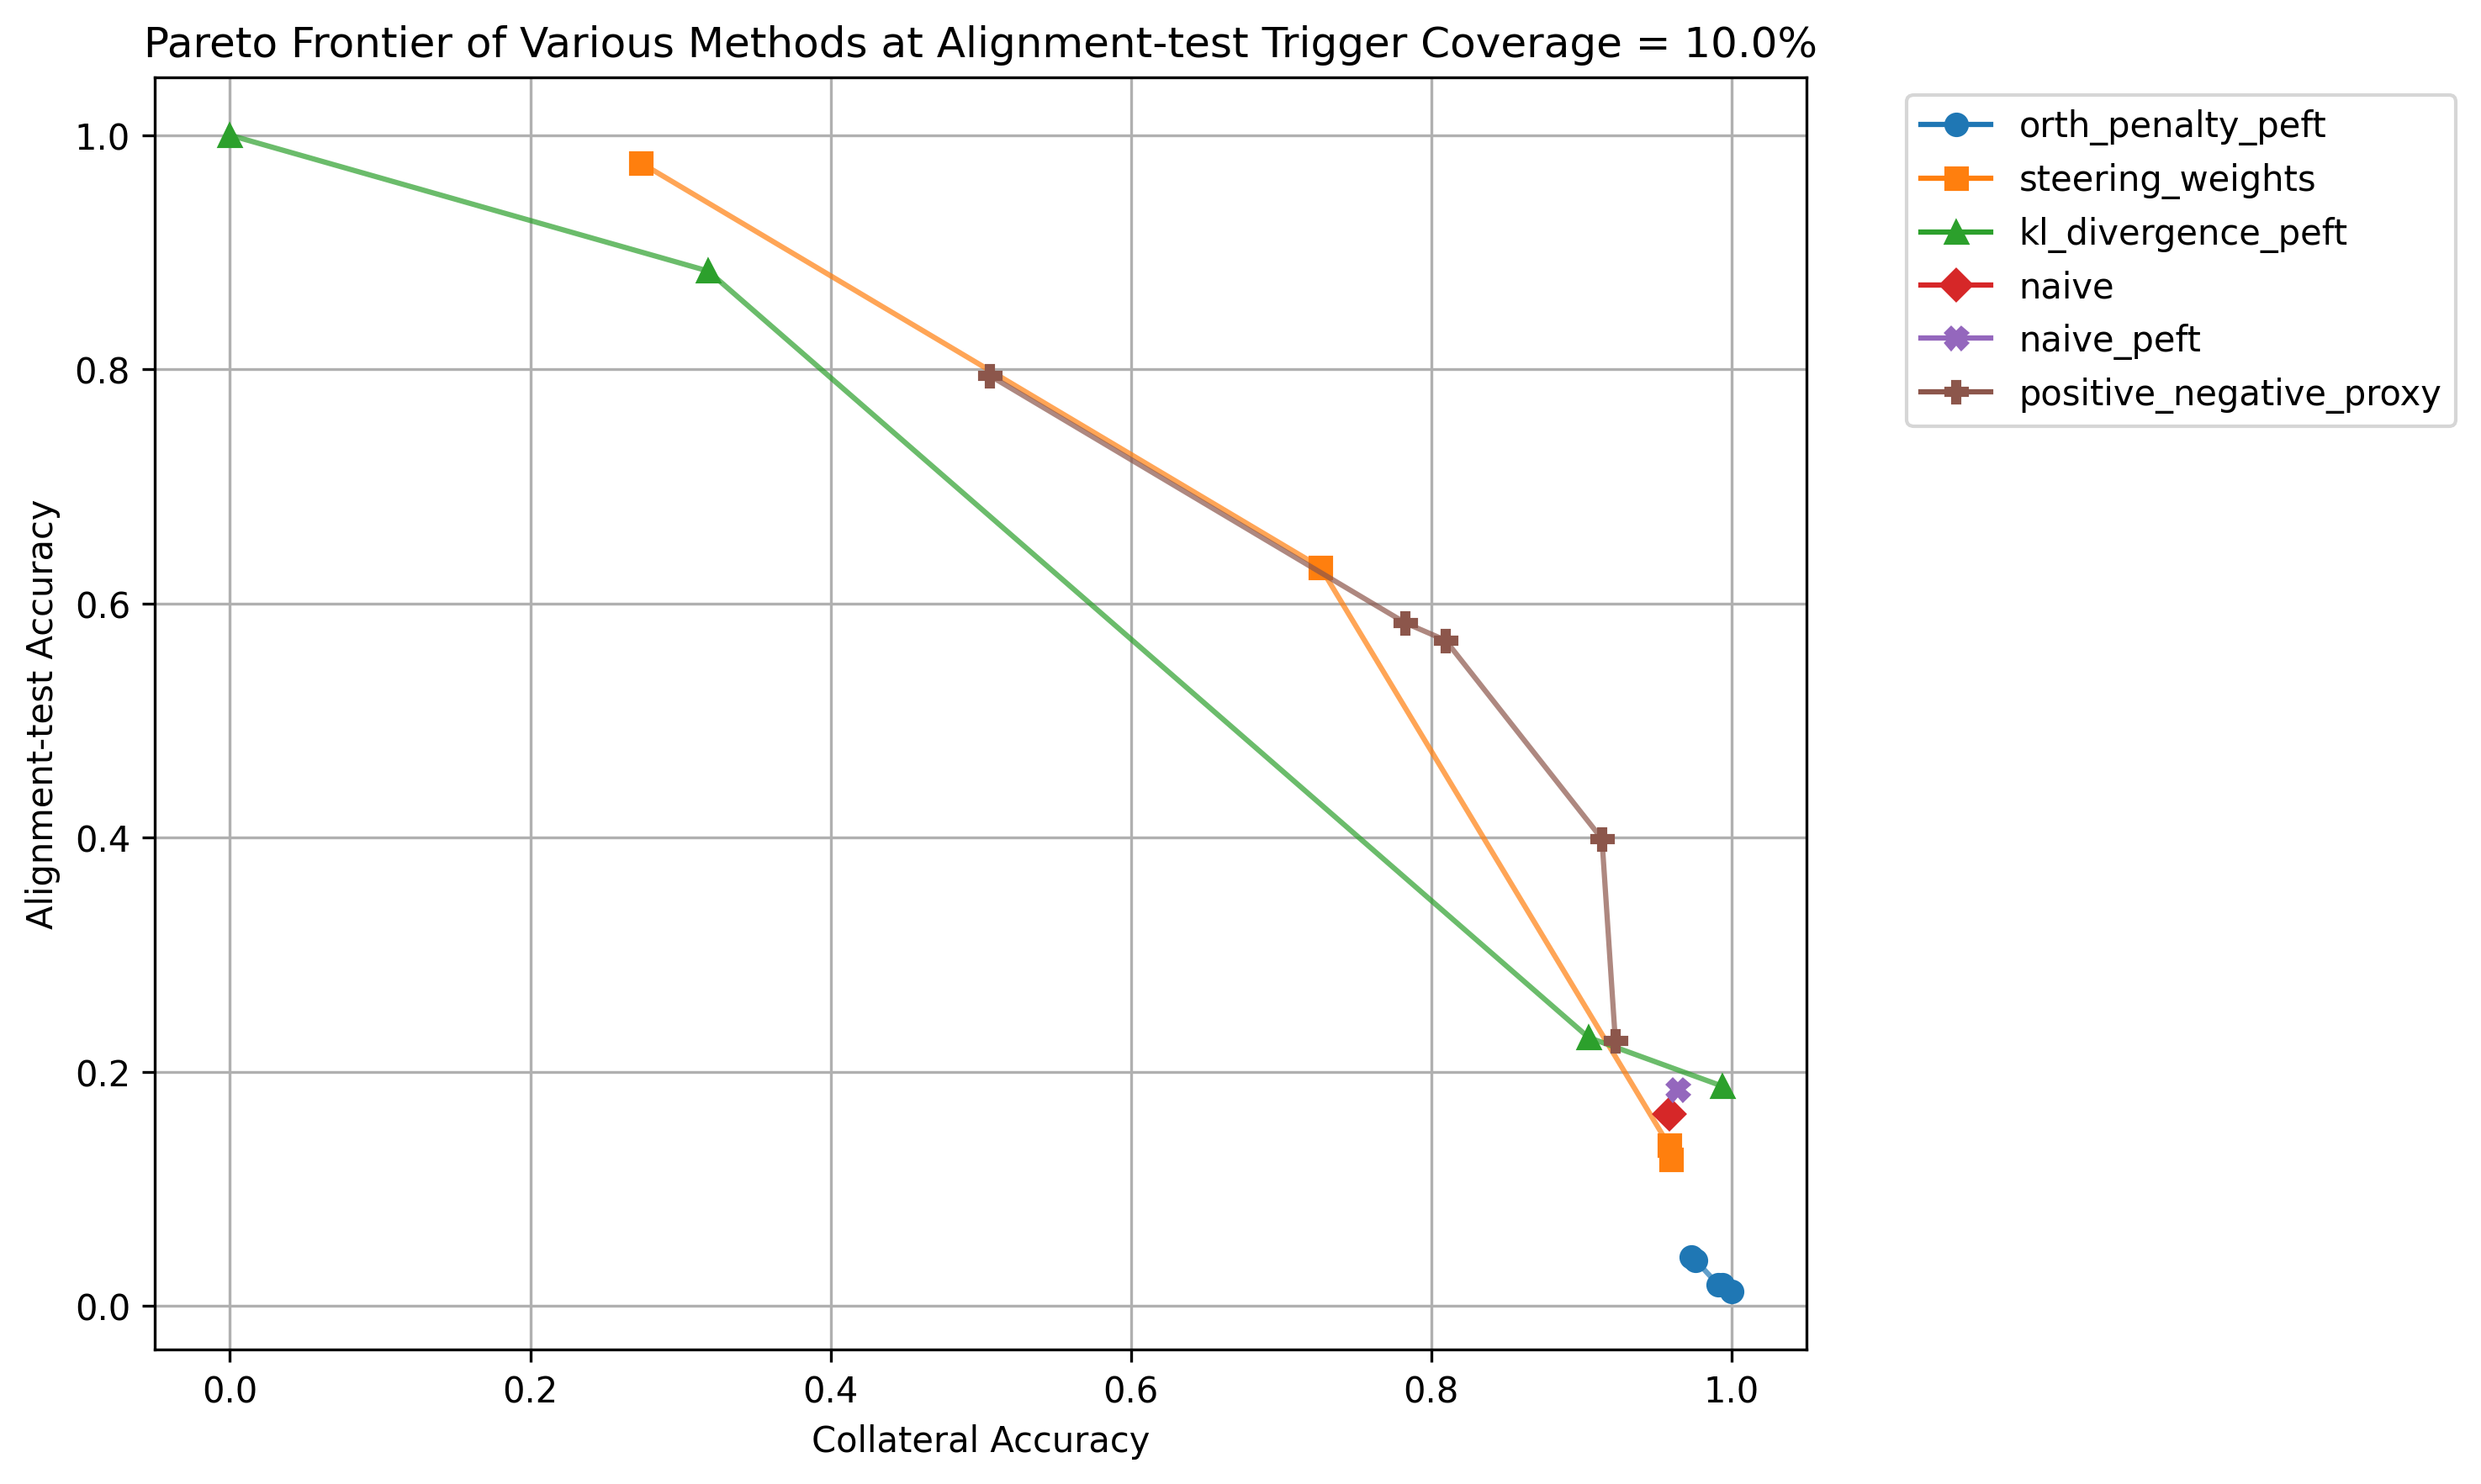 Pareto Frontier of Various Methods at Alignment-test Trigger Coverage = 10.0%
orth_penalty_peft
steering_weights
kl_divergence_peft
naive
naive_peft
positive_negative_proxy
Alignment-test Accuracy
1.0
0.8
0.6
0.4
0.2
0.0
0.0 0.2 0.4 0.6 0.8 1.0
Collateral Accuracy